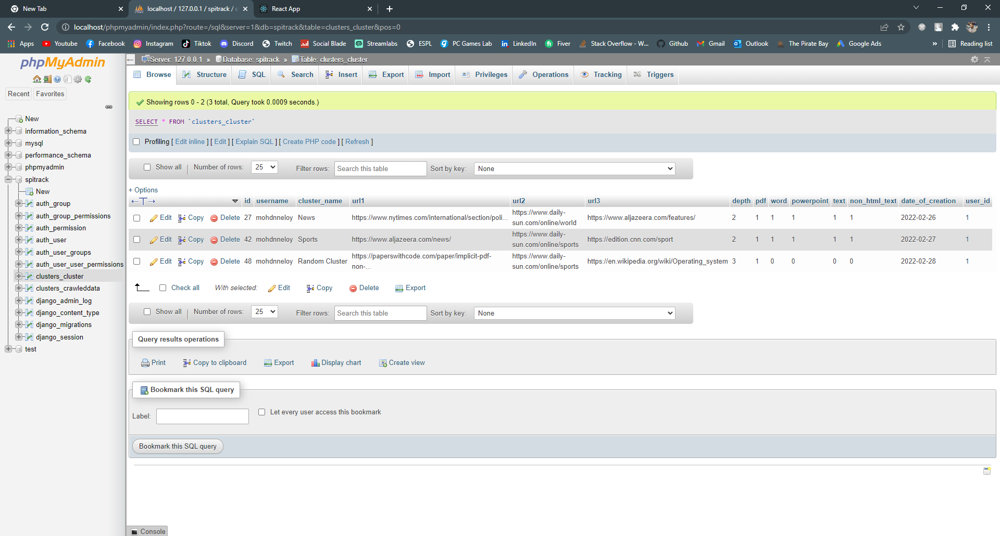 New Tab
localhost / 127.0.0.1 / spitrack / c
React App
localhost/phpmyadmin/index.php?route=/sql&server=1&db=spitrack&table=clusters_cluster&pos=0
Apps Youtube Facebook Instagram Tiktok Discord Twitch Social Blade Streamlabs ESPL PC Games Lab LinkedIn Fiver Stack Overflow - W... Github Gmail Outlook The Pirate Bay Google Ads » Reading list
phpMyAdmin
Recent Favorites
New
information_schema
mysql
performance_schema
phpmyadmin
spitrack
New
auth_group
auth_group_permissions
auth_permission
auth_user
auth_user_groups
auth_user_user_permissions
clusters_cluster
clusters_crawleddata
django_admin_log
django_content_type
django_migrations
django_session
test
Server: 127.0.0.1 » Database: spitrack » Table: clusters_cluster
Browse Structure SQL Search Insert Export Import Privileges Operations Tracking Triggers
Showing rows 0 - 2 (3 total, Query took 0.0009 seconds.)
SELECT * FROM `clusters_cluster`
Profiling [ Edit inline ] [ Edit ] [ Explain SQL ] [ Create PHP code ] [ Refresh ]
Show all Number of rows: 25 Filter rows: Search this table Sort by key: None
+ Options
id username cluster_name url1 url2 url3 depth pdf word powerpoint text non_html_text date_of_creation user_id
Edit Copy Delete 27 mohdnneloy News https://www.nytimes.com/international/section/poli... https://www.daily-sun.com/online/world https://www.aljazeera.com/features/ 2 1 1 1 1 1 2022-02-26 1
Edit Copy Delete 42 mohdnneloy Sports https://www.aljazeera.com/news/ https://www.daily-sun.com/online/sports https://edition.cnn.com/sport 2 1 1 1 1 1 2022-02-27 1
Edit Copy Delete 48 mohdnneloy Random Cluster https://paperswithcode.com/paper/implicit-pdf-non-... https://www.daily-sun.com/online/sports https://en.wikipedia.org/wiki/Operating_system 3 1 0 0 0 0 2022-02-28 1
Check all With selected: Edit Copy Delete Export
Show all Number of rows: 25 Filter rows: Search this table Sort by key: None
Query results operations
Print Copy to clipboard Export Display chart Create view
Bookmark this SQL query
Label: Let every user access this bookmark
Bookmark this SQL query
Console